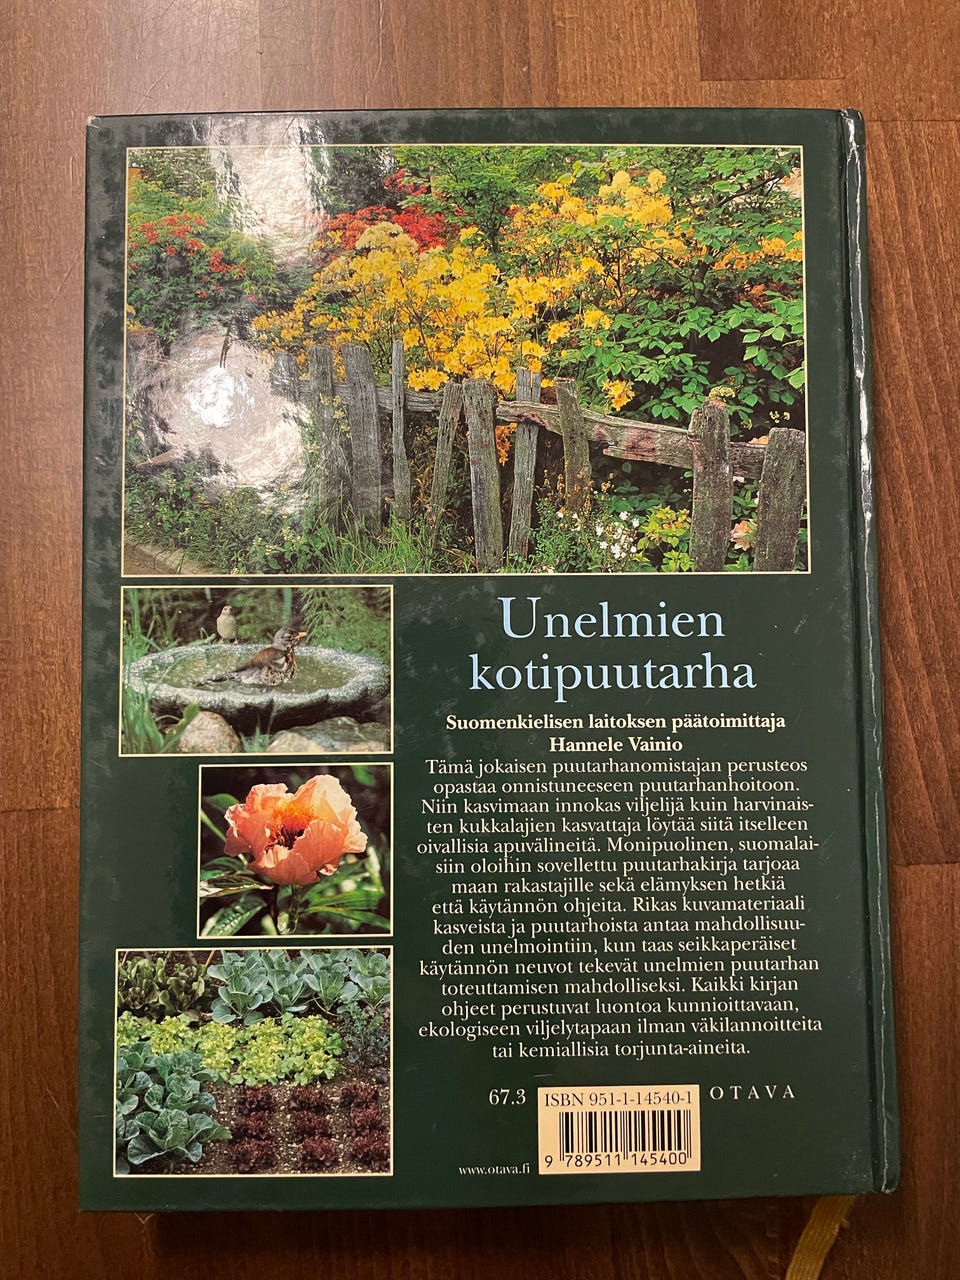 Unelmien
kotipuutarha
Suomenkielisen laitoksen päätoimittaja
Hannele Vainio
Tämä jokaisen puutarhanomistajan perusteos
opastaa onnistuneeseen puutarhanhoitoon.
Niin kasvimaan innokas viljelijä kuin harvinais-
ten kukkalajien kasvattaja löytää siitä itselleen
oivallisia apuvälineitä. Monipuolinen, suomalai-
siin oloihin sovellettu puutarhakirja tarjoaa
maan rakastajille sekä elämyksen hetkiä
että käytännön ohjeita. Rikas kuvamateriaali
kasveista ja puutarhoista antaa mahdollisuu-
den unelmointiin, kun taas seikkaperäiset
käytännön neuvot tekevät unelmien puutarhan
toteuttamisen mahdolliseksi. Kaikki kirjan
ohjeet perustuvat luontoa kunnioittavaan,
ekologiseen viljelytapaan ilman väkilannoitteita
tai kemiallisia torjunta-aineita.
67.3 ISBN 951-1-14540-1 OTAVA
www.otava.fi 9 789511 145400